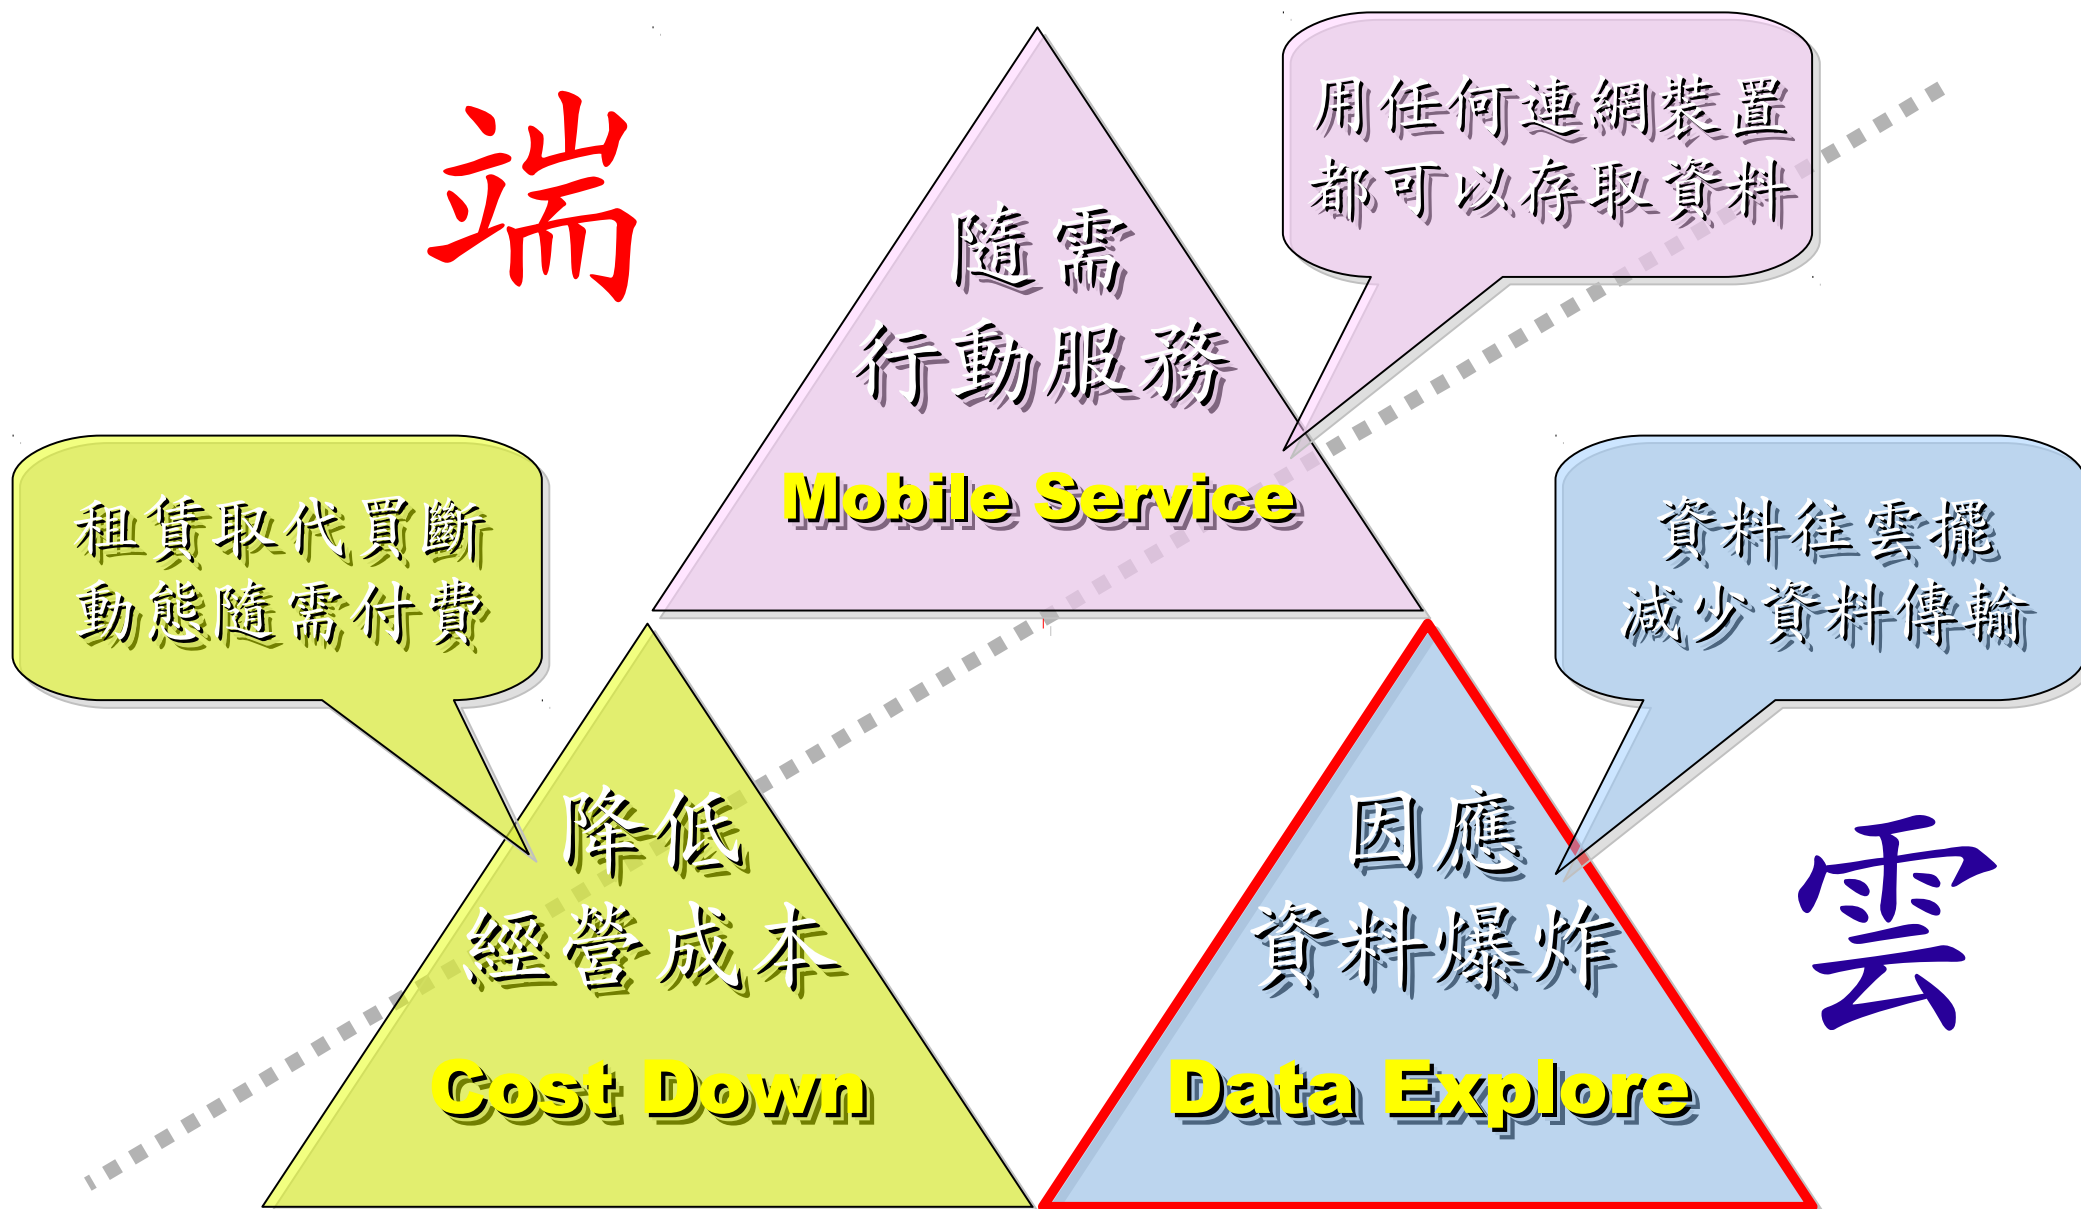 端
用任何連網裝置
都可以存取資料
隨需
行動服務
Mobile Service
租賃取代買斷
動態隨需付費
資料往雲擺
減少資料傳輸
降低
經營成本
Cost Down
因應
資料爆炸
Data Explore
雲